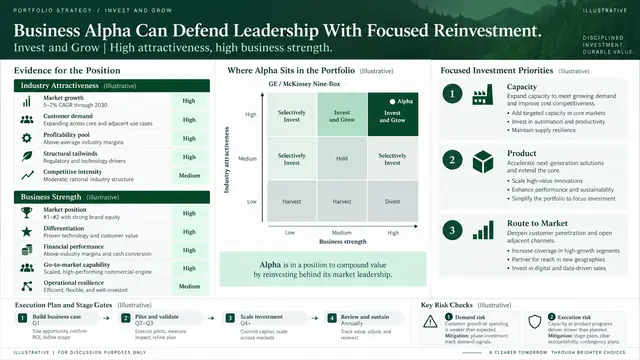 PORTFOLIO STRATEGY / INVEST AND GROW
ILLUSTRATIVE
Business Alpha Can Defend Leadership With Focused Reinvestment.
Invest and Grow | High attractiveness, high business strength.
DISCIPLINED
INVESTMENT.
DURABLE VALUE.
Evidence for the Position
Industry Attractiveness (Illustrative)
Market growth
5–7% CAGR through 2030
High
Customer demand
Expanding across core and adjacent use cases
High
Profitability pool
Above-average industry margins
High
Structural tailwinds
Regulatory and technology drivers
High
Competitive intensity
Moderate; rational industry structure
Medium
Business Strength (Illustrative)
Market position
#1–#2 with strong brand equity
High
Differentiation
Proven technology and customer value
High
Financial performance
Above-industry margins and cash conversion
High
Go-to-market capability
Scaled, high-performing commercial engine
High
Operational resilience
Efficient, flexible, and well-invested
Medium
Where Alpha Sits in the Portfolio (Illustrative)
GE / McKinsey Nine-Box
Industry attractiveness
High
Selectively
Invest
Invest
and Grow
Alpha
Invest
and Grow
Medium
Selectively
Invest
Hold
Selectively
Invest
Low
Harvest
Harvest
Divest
Low
Medium
High
Business strength
Alpha is in a position to compound value
by reinvesting behind its market leadership.
Focused Investment Priorities (Illustrative)
1
Capacity
Expand capacity to meet growing demand
and improve cost competitiveness.
• Add targeted capacity in core markets
• Invest in automation and productivity
• Maintain supply resilience
2
Product
Accelerate next-generation solutions
and extend the core.
• Scale high-value innovations
• Enhance performance and sustainability
• Simplify the portfolio to focus investment
3
Route to Market
Deepen customer penetration and open
adjacent channels.
• Increase coverage in high-growth segments
• Partner for reach in new geographies
• Invest in digital and data-driven sales
Execution Plan and Stage Gates (Illustrative)
1
Build business case
Q1
Size opportunity, confirm
ROI, define scope.
2
Pilot and validate
Q2–Q3
Execute pilots, measure
impact, refine plan.
3
Scale investment
Q4+
Commit capital, scale
across markets
4
Review and sustain
Annually
Track value, adjust, and
reinvest
Key Risk Checks (Illustrative)
1 Demand risk
Customer growth or spending
is weaker than expected.
Mitigation: phase investment,
track demand signals.
2 Execution risk
Capacity or product programs
deliver slower than planned.
Mitigation: stage gates, clear
accountability, contingency plans.
ILLUSTRATIVE | FOR DISCUSSION PURPOSES ONLY
A CLEARER TOMORROW THROUGH BRIGHTER CHOICES.